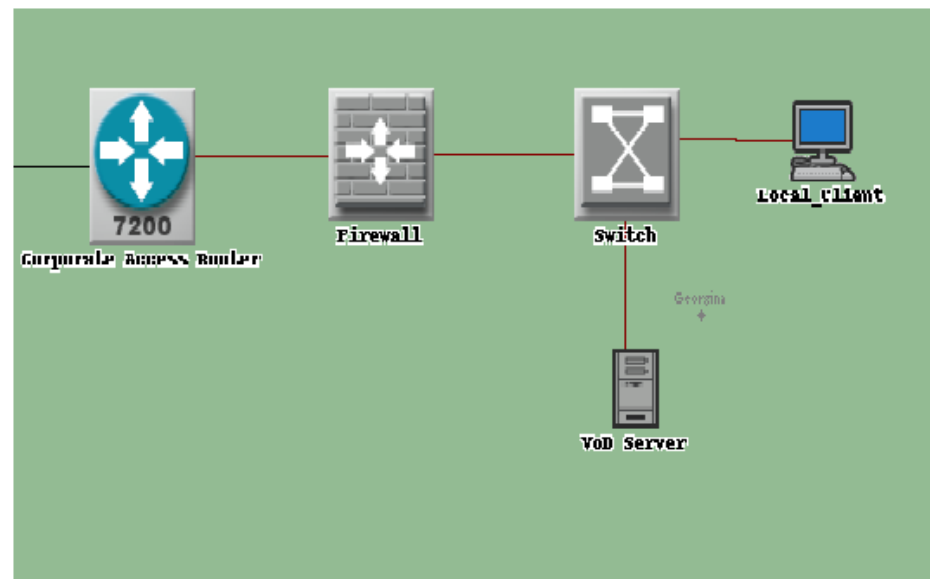 7200
Corporate Access Router
Firewall
Switch
Local_Client
Georgina
VoD Server